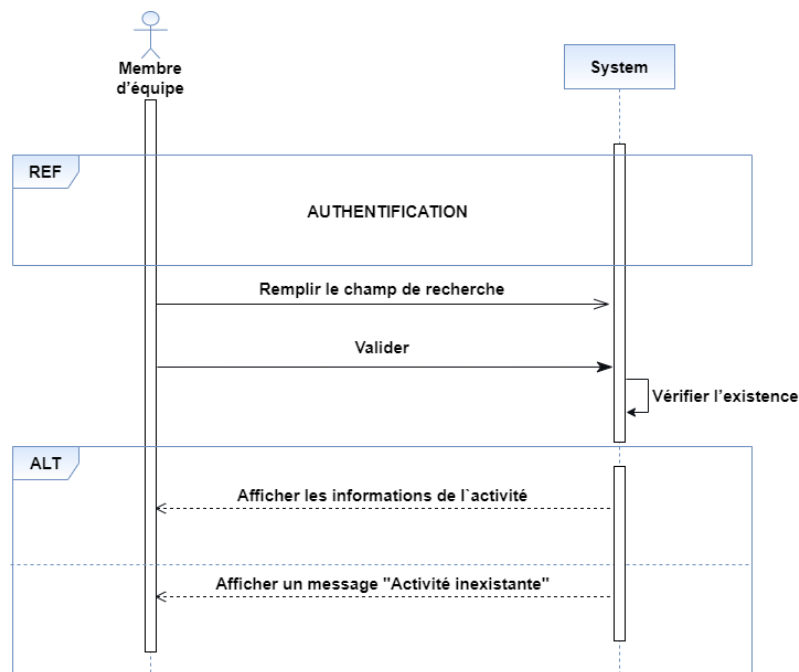 Membre
d'équipe
System
REF
AUTHENTIFICATION
Remplir le champ de recherche
Valider
Vérifier l'existence
ALT
Afficher les informations de l`activité
Afficher un message "Activité inexistante"